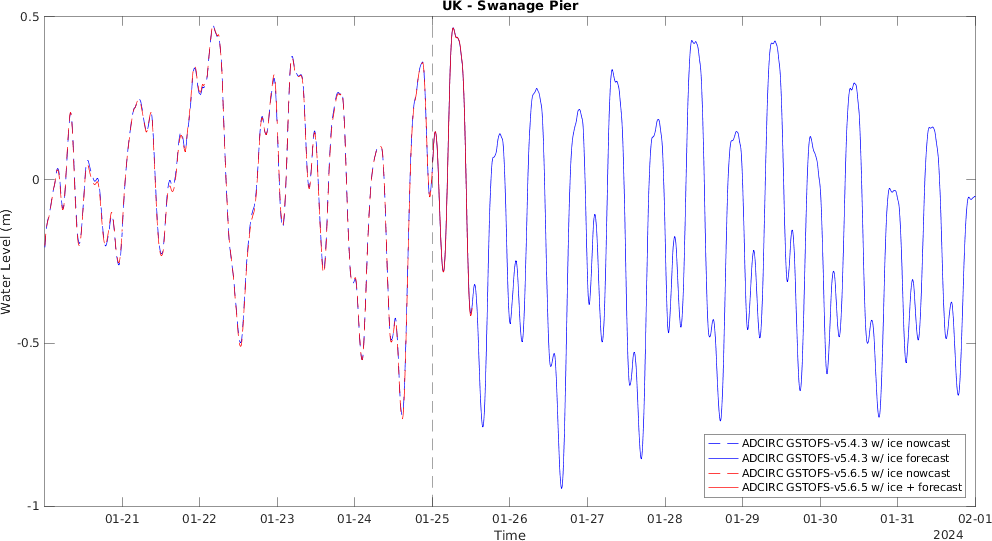 UK - Swanage Pier
0.5
0
-0.5
-1
Water Level (m)
01-21 01-22 01-23 01-24 01-25 01-26 01-27 01-28 01-29 01-30 01-31 02-01
Time
2024
ADCIRC GSTOFS-v5.4.3 w/ ice nowcast
ADCIRC GSTOFS-v5.4.3 w/ ice forecast
ADCIRC GSTOFS-v5.6.5 w/ ice nowcast
ADCIRC GSTOFS-v5.6.5 w/ ice + forecast